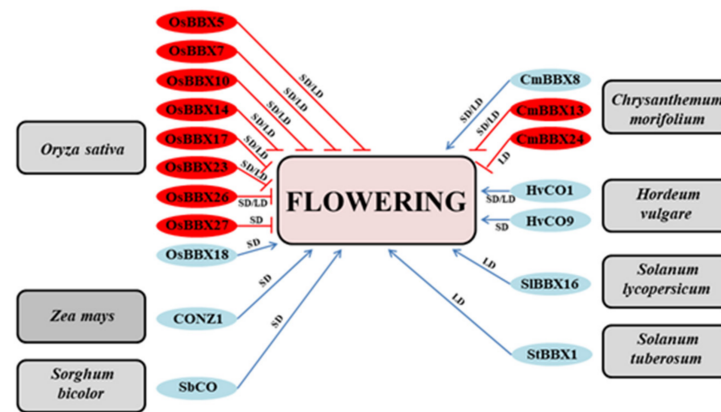 OsBBX5
OsBBX7
OsBBX10
OsBBX14
OsBBX17
OsBBX23
OsBBX26
OsBBX27
OsBBX18
CONZ1
SbCO
Oryza sativa
Zea mays
Sorghum
bicolor
SD/LD
SD/LD
SD/LD
SD/LD
SD/LD
SD/LD
SD/LD
SD
SD
SD
SD
FLOWERING
SD/LD
SD/LD
LD
SD/LD
SD
LD
LD
CmBBX8
CmBBX13
CmBBX24
HvCO1
HvCO9
SlBBX16
StBBX1
Chrysanthemum
morifolium
Hordeum
vulgare
Solanum
lycopersicum
Solanum
tuberosum